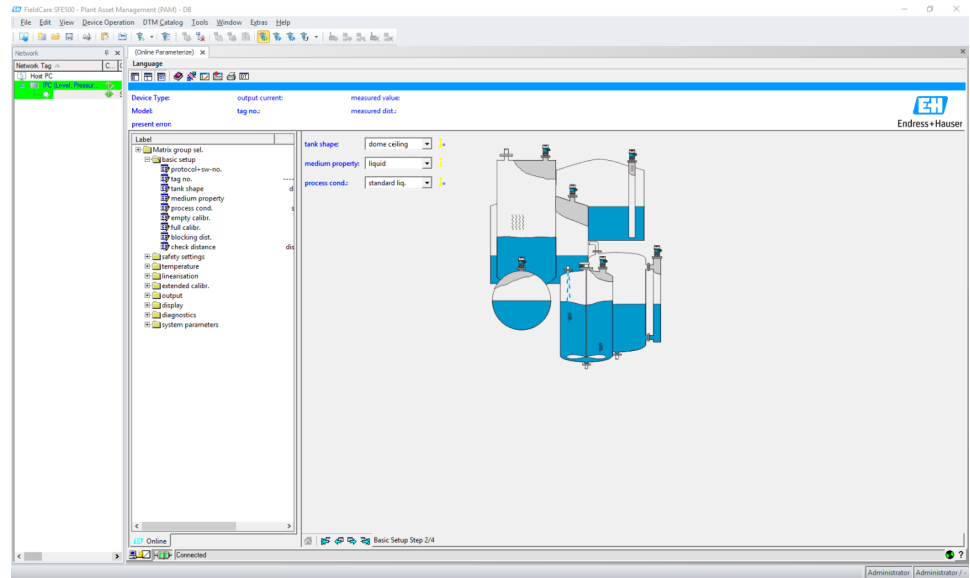 FieldCare SFE500 - Plant Asset Management (PAM) - DB
File Edit View Device Operation DTM Catalog Tools Window Extras Help
Network
Network Tag
C...
Host PC
IPC (Level, Pressur...
(Online Parameterize)
Language
Device Type: output current: measured value:
Model: tag no.: measured dist.:
present error:
Endress+Hauser
Label
Matrix group sel.
basic setup
protocol+sw-no.
tag no. ----
tank shape d
medium property
process cond. s
empty calibr.
full calibr.
blocking dist.
check distance dis
safety settings
temperature
linearisation
extended calibr.
output
display
diagnostics
system parameters
tank shape: dome ceiling
medium property: liquid
process cond.: standard liq.
Online
Basic Setup Step 2/4
Connected
Administrator Administrator / -